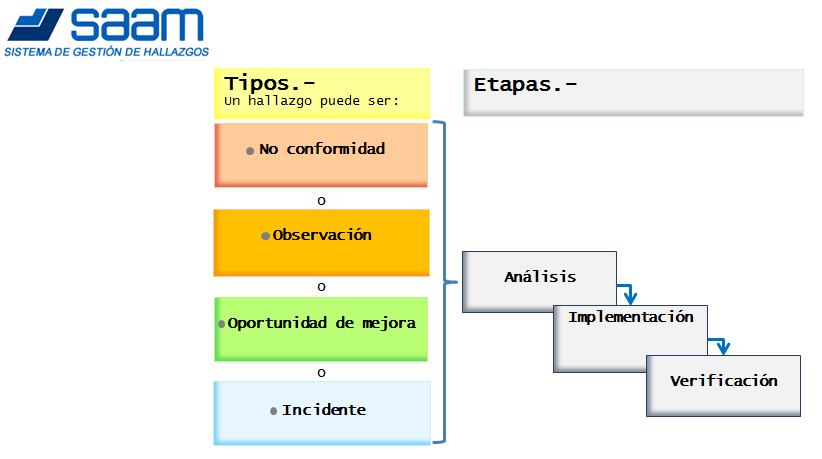 saam
SISTEMA DE GESTIÓN DE HALLAZGOS
Tipos.-
Un hallazgo puede ser:
Etapas.-
● No conformidad
o
● Observación
o
● Oportunidad de mejora
o
● Incidente
Análisis
Implementación
Verificación